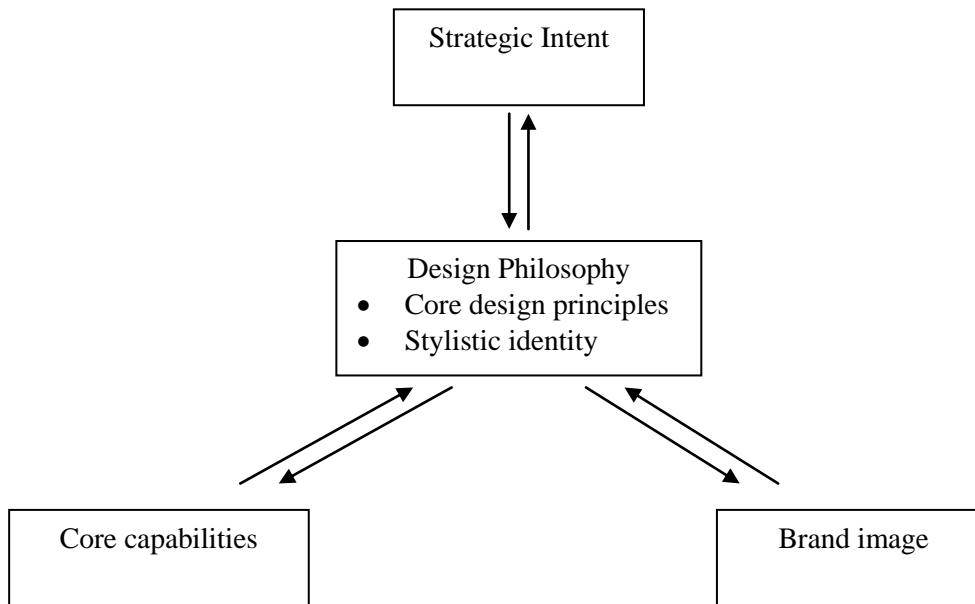 Strategic Intent
Design Philosophy
• Core design principles
• Stylistic identity
Core capabilities
Brand image